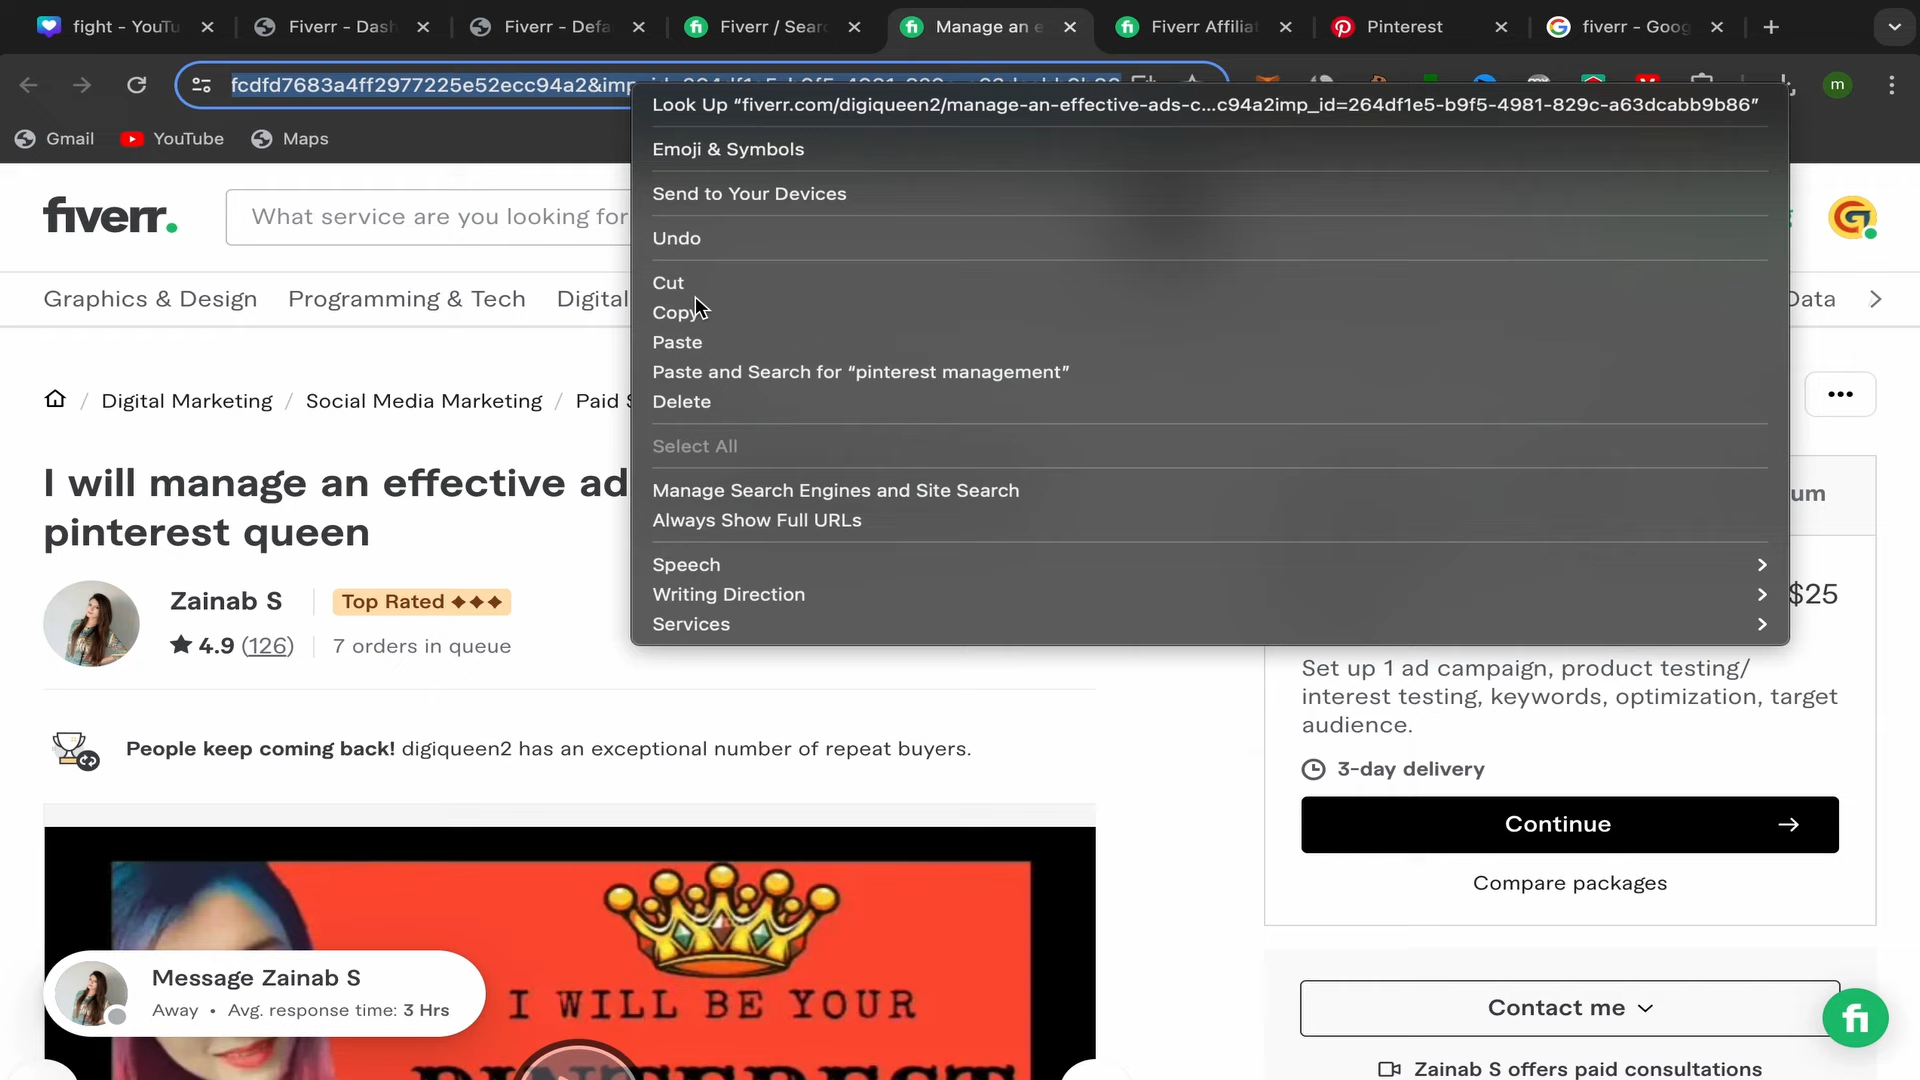 fight - YouTu
Fiverr - Dash
Fiverr - Defa
Fiverr / Sear
Manage an e
Fiverr Affilia
Pinterest
fiverr - Goog
fcdfd7683a4ff2977225e52ecc94a2&imp
m
Gmail
YouTube
Maps
Look Up “fiverr.com/digiqueen2/manage-an-effective-ads-c...c94a2imp_id=264df1e5-b9f5-4981-829c-a63dcabb9b86”
Emoji & Symbols
Send to Your Devices
Undo
Cut
Copy
Paste
Paste and Search for “pinterest management”
Delete
Select All
Manage Search Engines and Site Search
Always Show Full URLs
Speech
Writing Direction
Services
fiverr.
What service are you looking for
G
Graphics & Design
Programming & Tech
Digital
Data
/ Digital Marketing / Social Media Marketing / Paid S
I will manage an effective ad
pinterest queen
Zainab S
Top Rated
4.9 (126)
7 orders in queue
People keep coming back! digiqueen2 has an exceptional number of repeat buyers.
I WILL BE YOUR
PINTEREST
Message Zainab S
Away • Avg. response time: 3 Hrs
um
$25
Set up 1 ad campaign, product testing/
interest testing, keywords, optimization, target
audience.
3-day delivery
Continue
Compare packages
Contact me
fi
Zainab S offers paid consultations